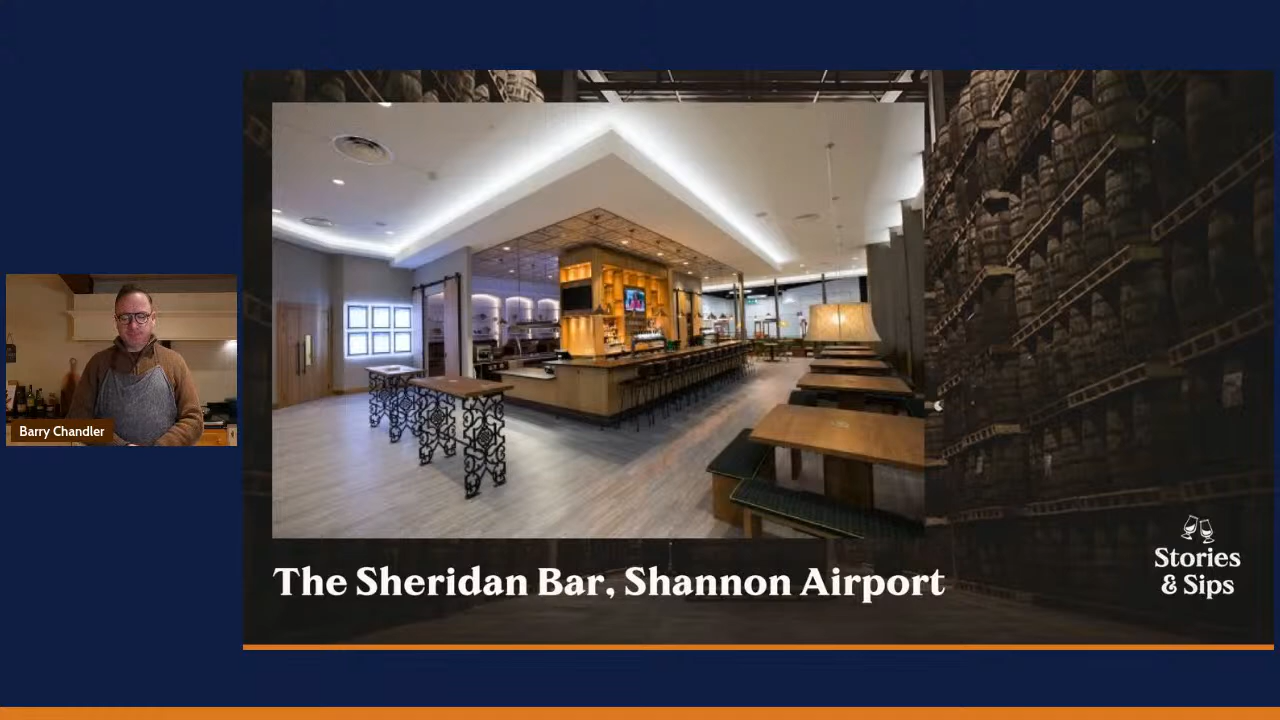 Barry Chandler
The Sheridan Bar, Shannon Airport
Stories
& Sips